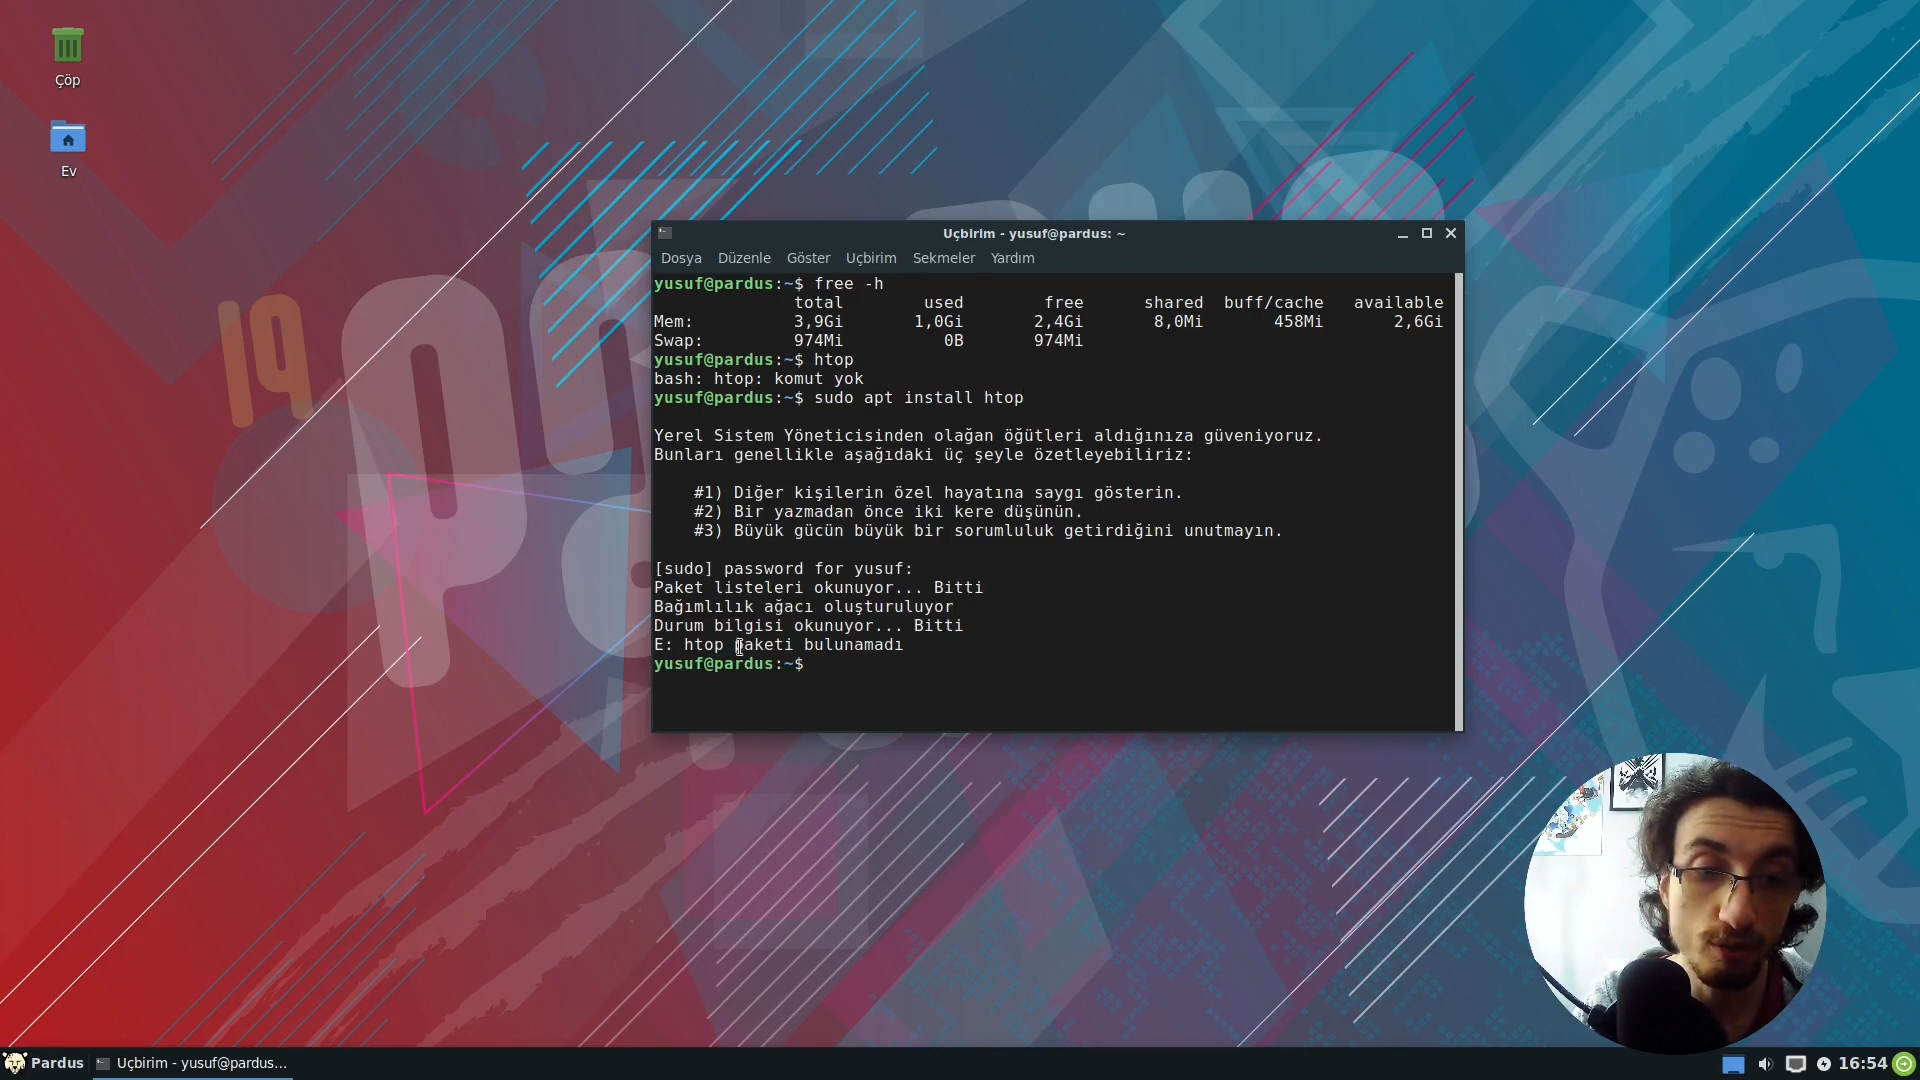 Çöp
Ev
19
Uçbirim - yusuf@pardus: ~
Dosya Düzenle Göster Uçbirim Sekmeler Yardım
yusuf@pardus:~$ free -h
total used free shared buff/cache available
Mem: 3,9Gi 1,0Gi 2,4Gi 8,0Mi 458Mi 2,6Gi
Swap: 974Mi 0B 974Mi
yusuf@pardus:~$ htop
bash: htop: komut yok
yusuf@pardus:~$ sudo apt install htop
Yerel Sistem Yöneticisinden olağan öğütleri aldığınıza güveniyoruz.
Bunları genellikle aşağıdaki üç şeyle özetleyebiliriz:
#1) Diğer kişilerin özel hayatına saygı gösterin.
#2) Bir yazmadan önce iki kere düşünün.
#3) Büyük gücün büyük bir sorumluluk getirdiğini unutmayın.
[sudo] password for yusuf:
Paket listeleri okunuyor... Bitti
Bağımlılık ağacı oluşturuluyor
Durum bilgisi okunuyor... Bitti
E: htop paketi bulunamadı
yusuf@pardus:~$
Pardus
Uçbirim - yusuf@pardus...
16:54